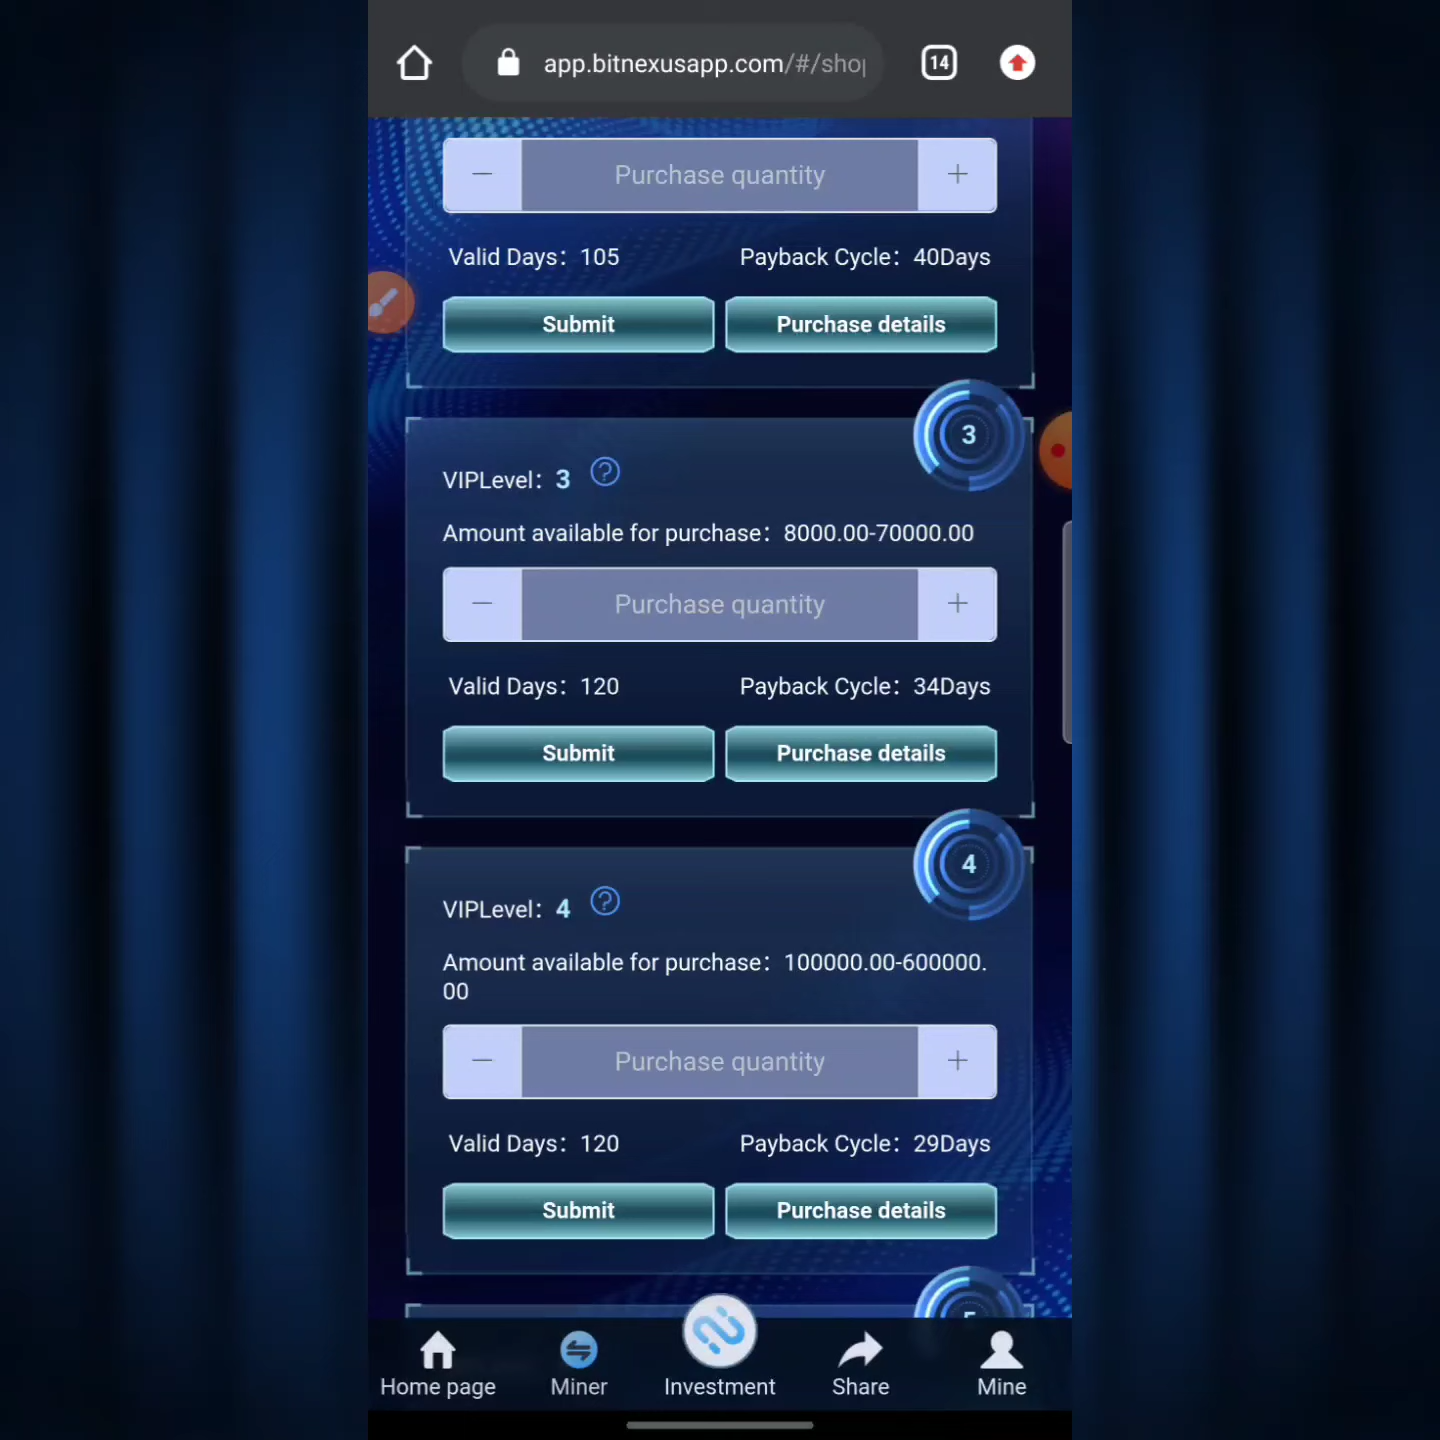 app.bitnexusapp.com/#/shop
14
Purchase quantity
Valid Days: 105 Payback Cycle: 40Days
Submit Purchase details
3
VIPLevel: 3 ?
Amount available for purchase: 8000.00-70000.00
Purchase quantity
Valid Days: 120 Payback Cycle: 34Days
Submit Purchase details
4
VIPLevel: 4 ?
Amount available for purchase: 100000.00-600000.
00
Purchase quantity
Valid Days: 120 Payback Cycle: 29Days
Submit Purchase details
Home page Miner Investment Share Mine